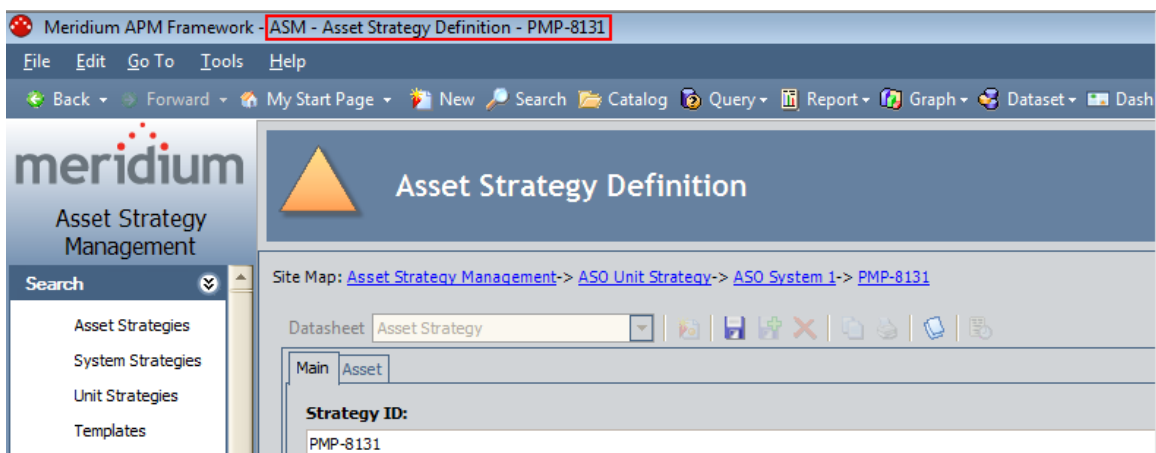 Meridium APM Framework - ASM - Asset Strategy Definition - PMP-8131
File Edit Go To Tools Help
Back Forward My Start Page New Search Catalog Query Report Graph Dataset Dash
meridium
Asset Strategy
Management
Asset Strategy Definition
Search
Site Map: Asset Strategy Management-> ASO Unit Strategy-> ASO System 1-> PMP-8131
Asset Strategies
Datasheet Asset Strategy
System Strategies
Main Asset
Unit Strategies
Strategy ID:
Templates
PMP-8131